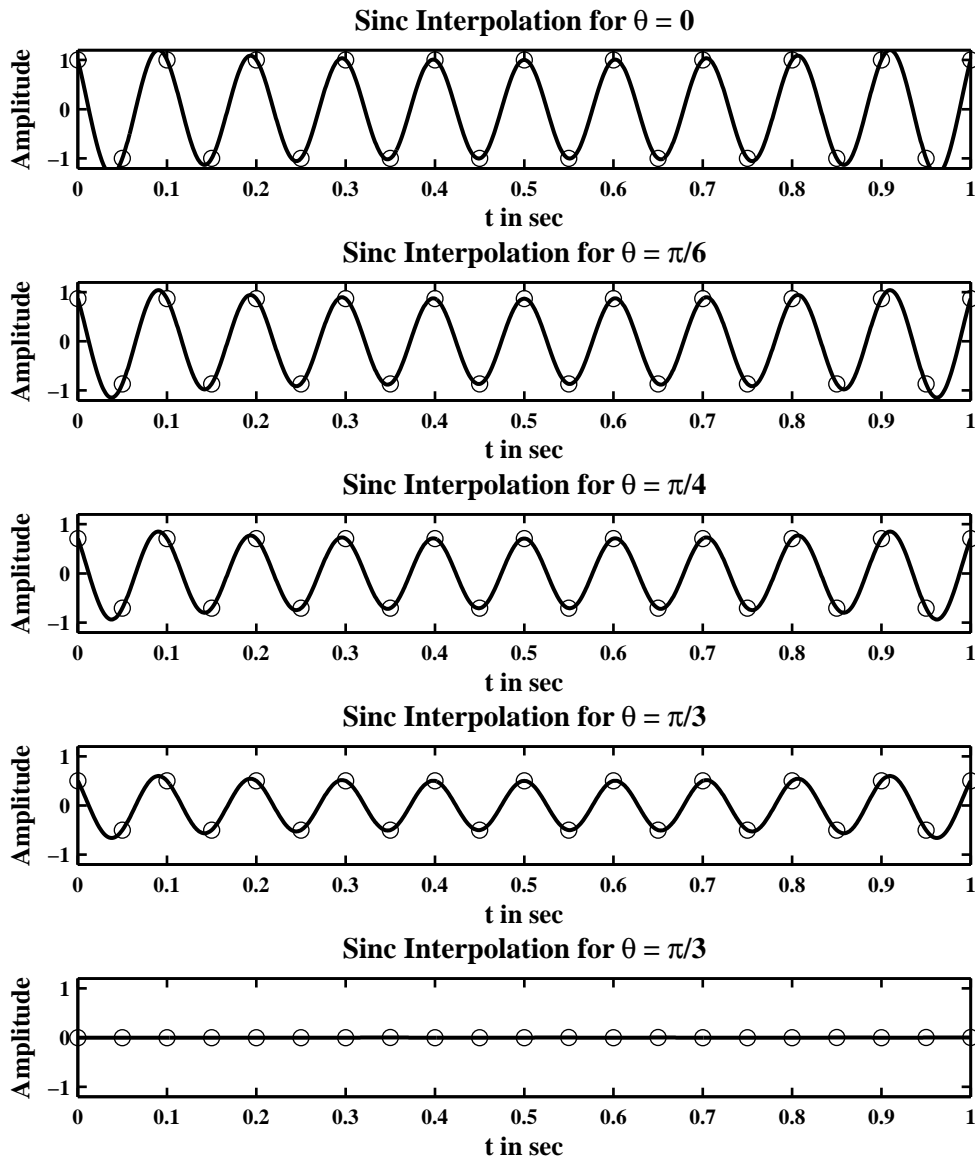 Sinc Interpolation for θ = 0
Amplitude
1
0
−1
0 0.1 0.2 0.3 0.4 0.5 0.6 0.7 0.8 0.9 1
t in sec
Sinc Interpolation for θ = π/6
Amplitude
1
0
−1
0 0.1 0.2 0.3 0.4 0.5 0.6 0.7 0.8 0.9 1
t in sec
Sinc Interpolation for θ = π/4
Amplitude
1
0
−1
0 0.1 0.2 0.3 0.4 0.5 0.6 0.7 0.8 0.9 1
t in sec
Sinc Interpolation for θ = π/3
Amplitude
1
0
−1
0 0.1 0.2 0.3 0.4 0.5 0.6 0.7 0.8 0.9 1
t in sec
Sinc Interpolation for θ = π/3
Amplitude
1
0
−1
0 0.1 0.2 0.3 0.4 0.5 0.6 0.7 0.8 0.9 1
t in sec